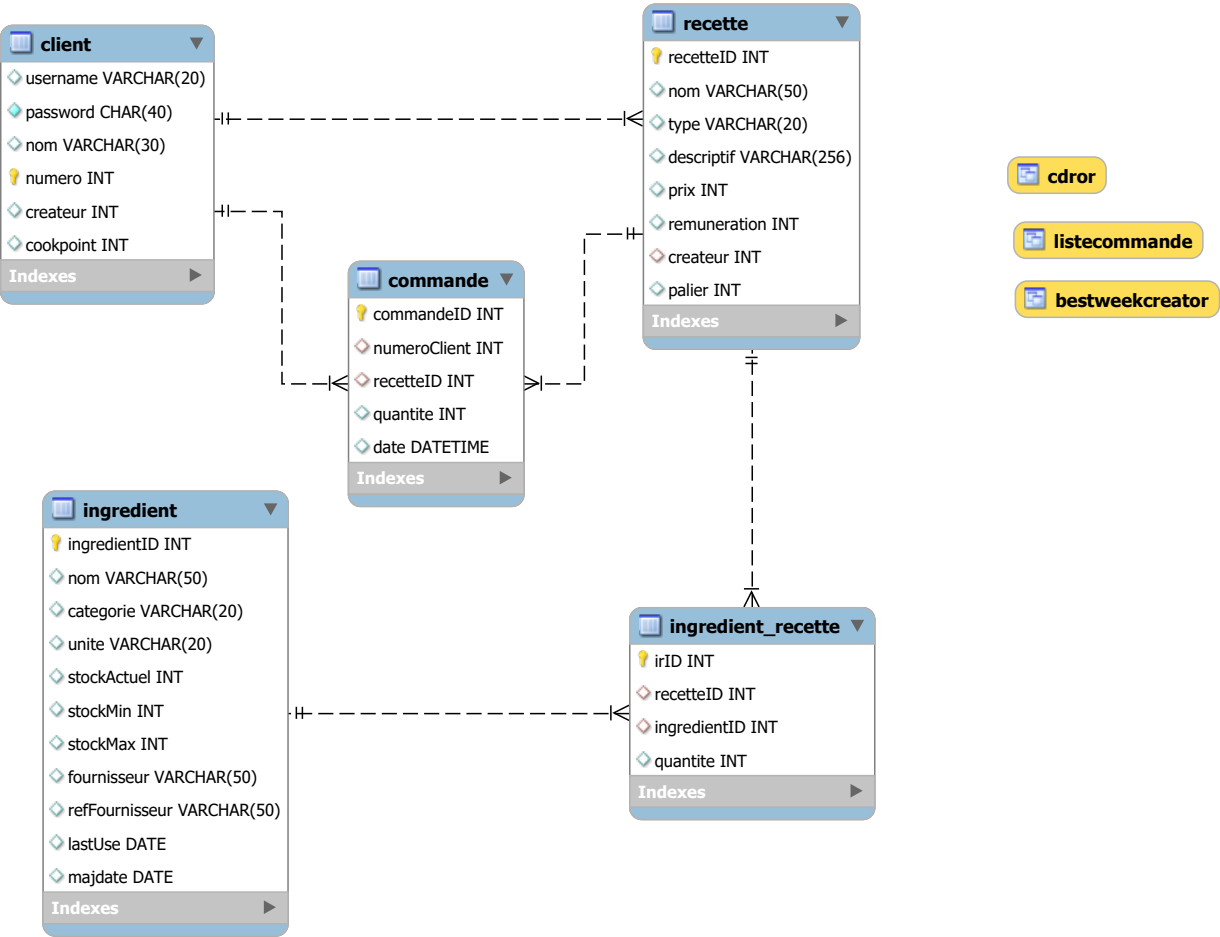 client
username VARCHAR(20)
password CHAR(40)
nom VARCHAR(30)
numero INT
createur INT
cookpoint INT
Indexes
recette
recetteID INT
nom VARCHAR(50)
type VARCHAR(20)
descriptif VARCHAR(256)
prix INT
remuneration INT
createur INT
palier INT
Indexes
cdror
listecommande
bestweekcreator
commande
commandeID INT
numeroClient INT
recetteID INT
quantite INT
date DATETIME
Indexes
ingredient
ingredientID INT
nom VARCHAR(50)
categorie VARCHAR(20)
unite VARCHAR(20)
stockActuel INT
stockMin INT
stockMax INT
fournisseur VARCHAR(50)
refFournisseur VARCHAR(50)
lastUse DATE
majdate DATE
Indexes
ingredient_recette
irID INT
recetteID INT
ingredientID INT
quantite INT
Indexes